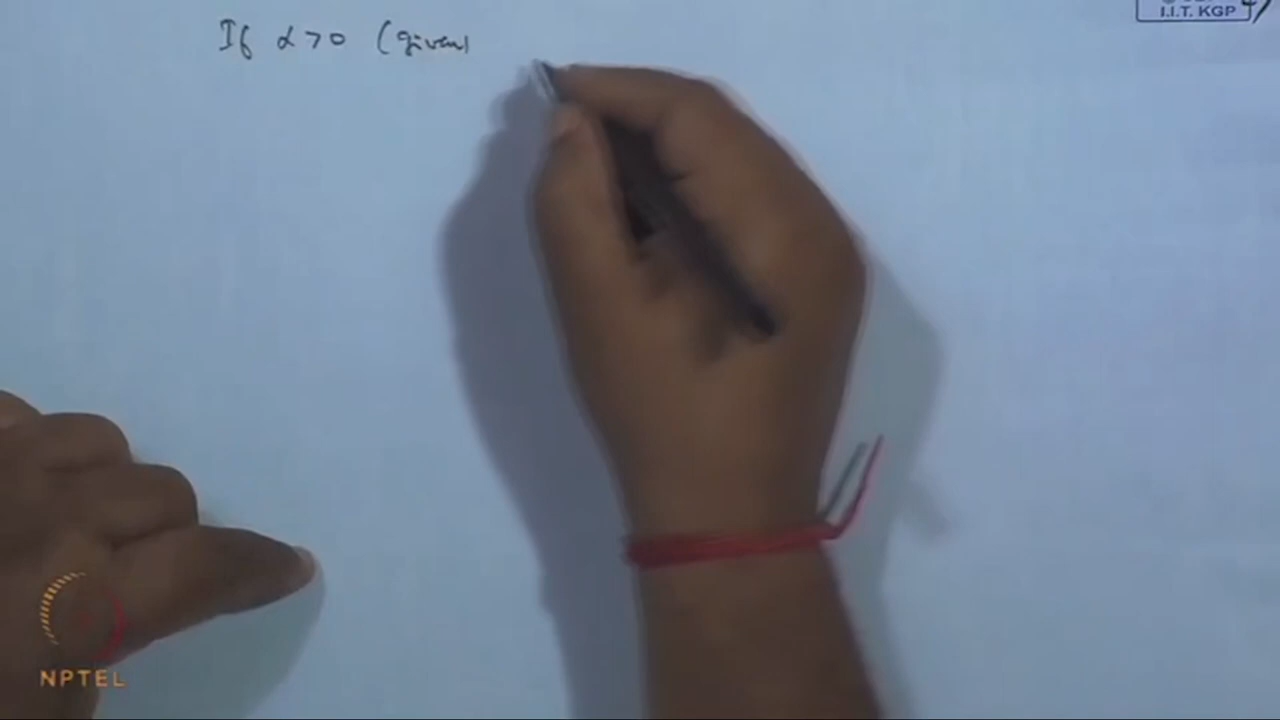 I.I.T. KGP
If α>0 (given
NPTEL